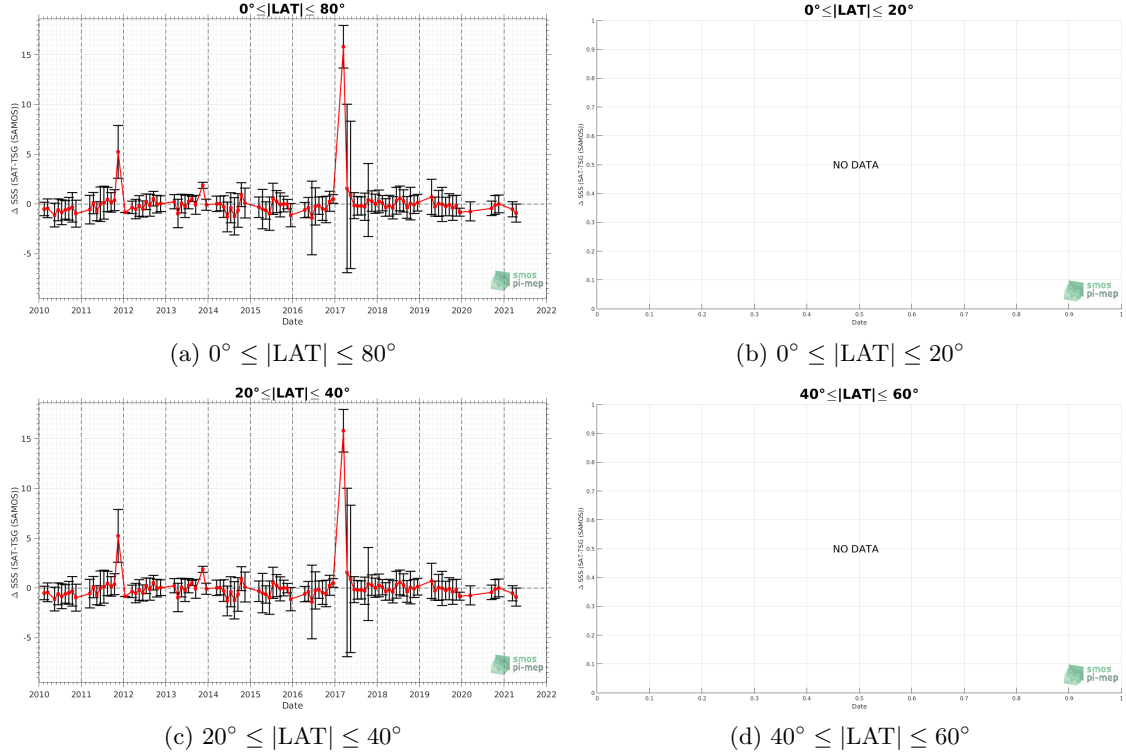 0°≤|LAT|≤ 80°
Δ SSS (SAT-TSG (SAMOS))
15
10
5
0
-5
2010 2011 2012 2013 2014 2015 2016 2017 2018 2019 2020 2021 2022
Date
smos
pi-mep
(a) 0° ≤ |LAT| ≤ 80°
0°≤|LAT|≤ 20°
Δ SSS (SAT-TSG (SAMOS))
1
0.9
0.8
0.7
0.6
0.5
0.4
0.3
0.2
0.1
0
NO DATA
0 0.1 0.2 0.3 0.4 0.5 0.6 0.7 0.8 0.9 1
Date
smos
pi-mep
(b) 0° ≤ |LAT| ≤ 20°
20°≤|LAT|≤ 40°
Δ SSS (SAT-TSG (SAMOS))
15
10
5
0
-5
2010 2011 2012 2013 2014 2015 2016 2017 2018 2019 2020 2021 2022
Date
smos
pi-mep
(c) 20° ≤ |LAT| ≤ 40°
40°≤|LAT|≤ 60°
Δ SSS (SAT-TSG (SAMOS))
1
0.9
0.8
0.7
0.6
0.5
0.4
0.3
0.2
0.1
0
NO DATA
0 0.1 0.2 0.3 0.4 0.5 0.6 0.7 0.8 0.9 1
Date
smos
pi-mep
(d) 40° ≤ |LAT| ≤ 60°